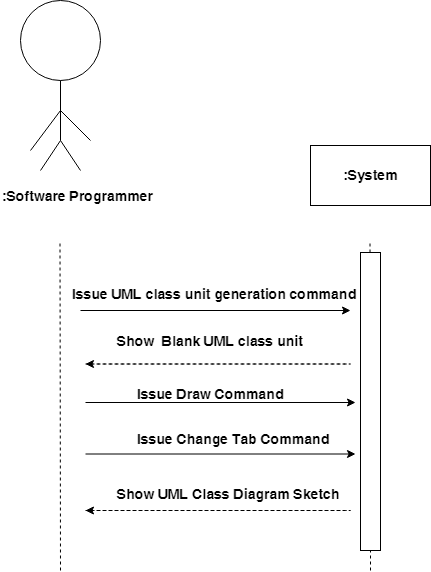 :Software Programmer
:System
Issue UML class unit generation command
Show Blank UML class unit
Issue Draw Command
Issue Change Tab Command
Show UML Class Diagram Sketch